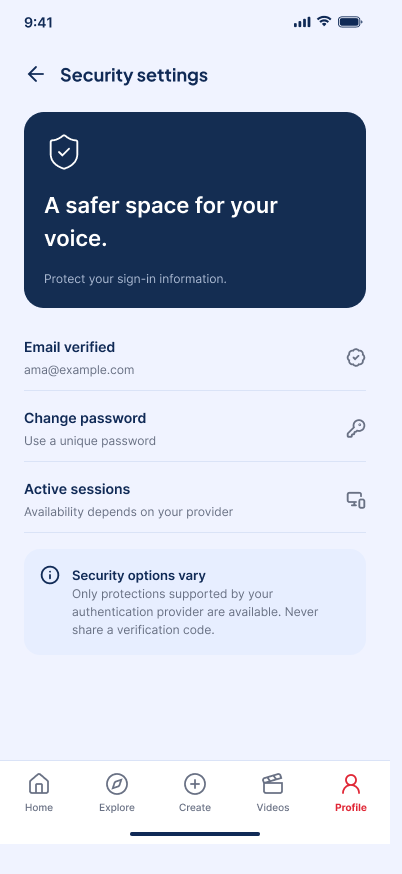 9:41
Security settings
A safer space for your
voice.
Protect your sign-in information.
Email verified
ama@example.com
Change password
Use a unique password
Active sessions
Availability depends on your provider
Security options vary
Only protections supported by your
authentication provider are available. Never
share a verification code.
Home Explore Create Videos Profile